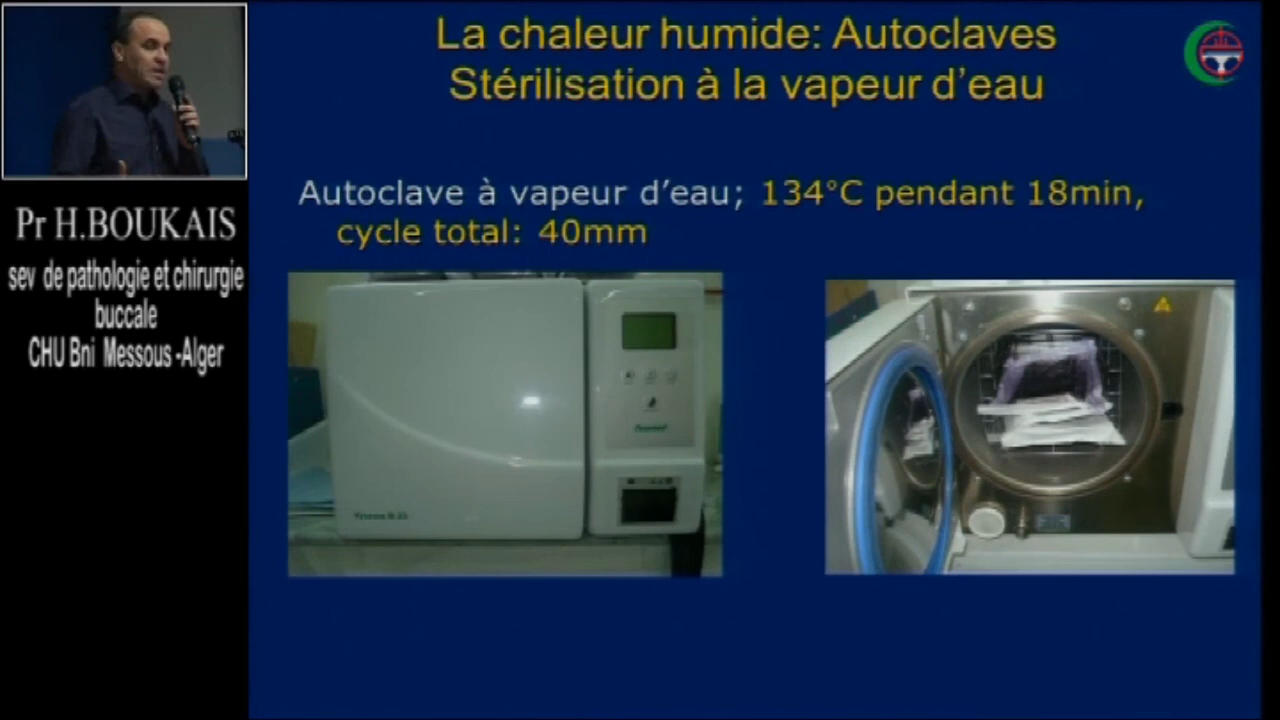 La chaleur humide: Autoclaves
Stérilisation à la vapeur d'eau
Autoclave à vapeur d'eau; 134°C pendant 18min,
cycle total: 40mm
Pr H.BOUKAIS
sev de pathologie et chirurgie
buccale
CHU Bni Messous -Alger